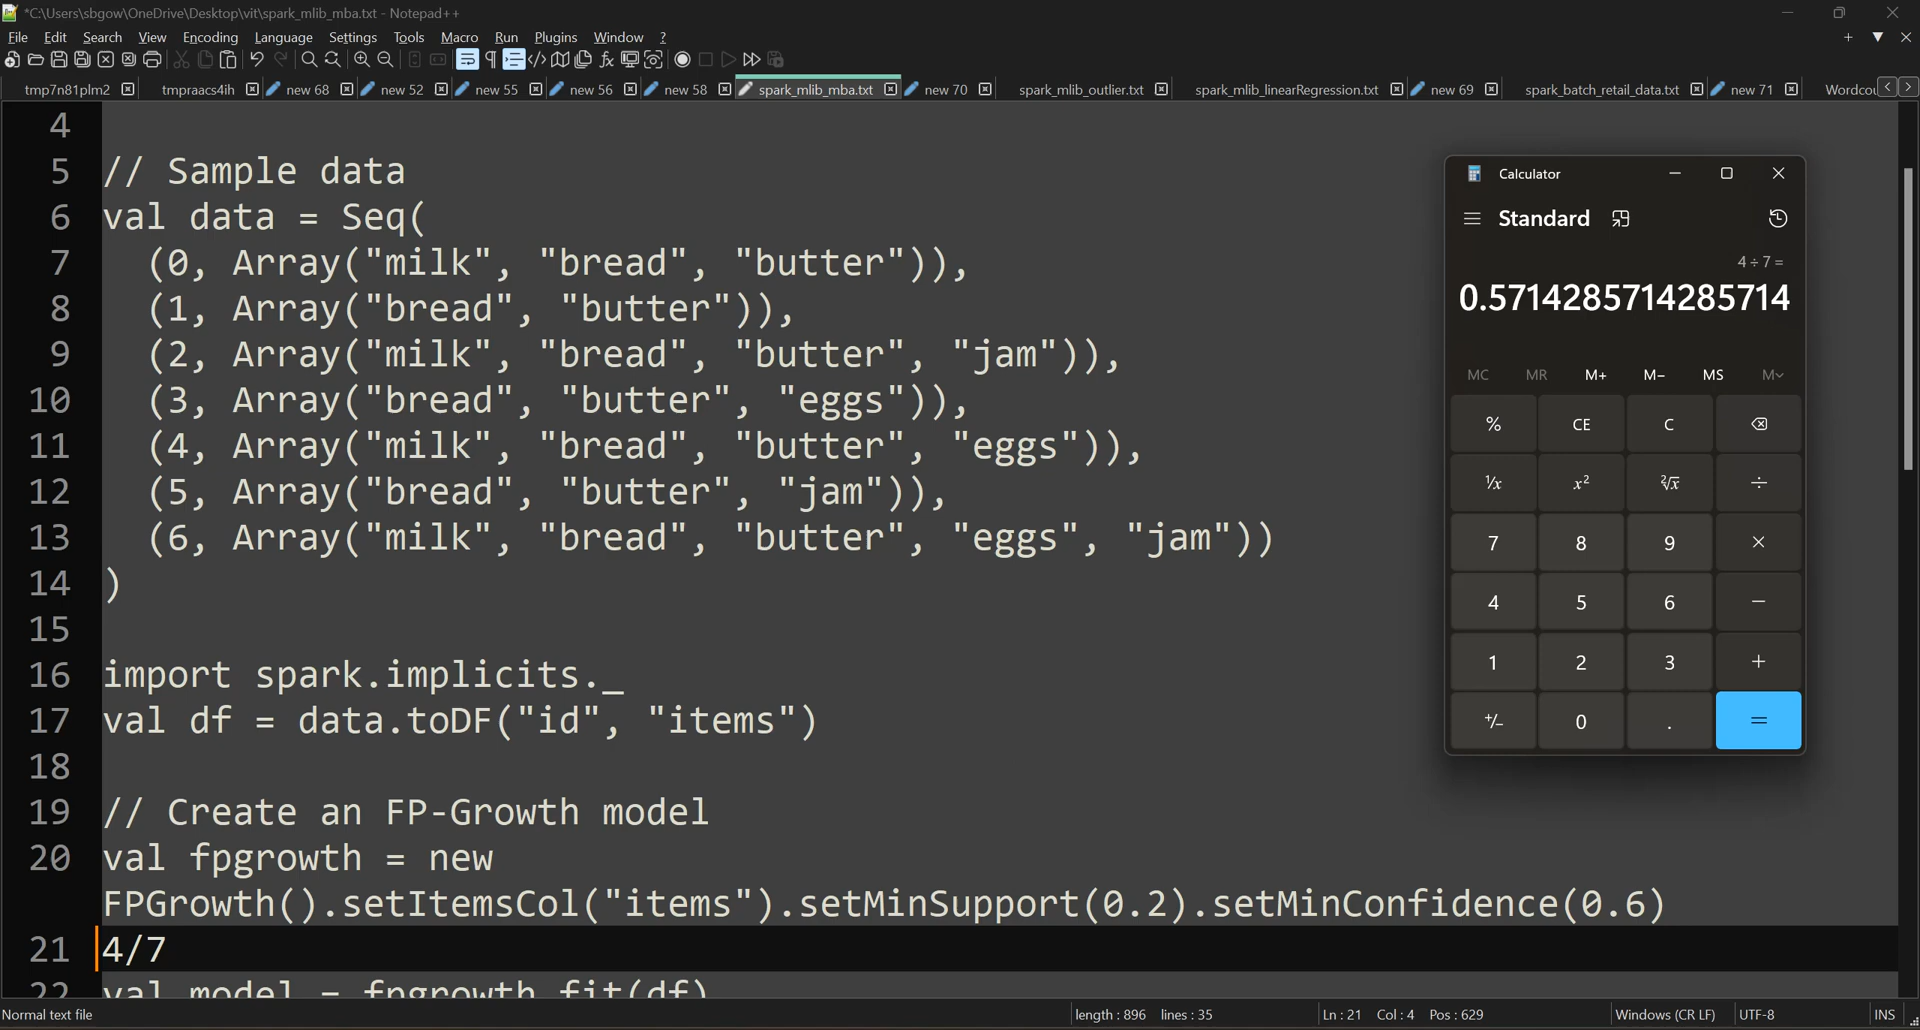 *C:\Users\sbgow\OneDrive\Desktop\vit\spark_mlib_mba.txt - Notepad++
File Edit Search View Encoding Language Settings Tools Macro Run Plugins Window ?
tmp7n81plm2 tmpraacs4ih new 68 new 52 new 55 new 56 new 58 spark_mlib_mba.txt new 70 spark_mlib_outlier.txt spark_mlib_linearRegression.txt new 69 spark_batch_retail_data.txt new 71
4
5 // Sample data
6 val data = Seq(
7 (0, Array("milk", "bread", "butter")),
8 (1, Array("bread", "butter")),
9 (2, Array("milk", "bread", "butter", "jam")),
10 (3, Array("bread", "butter", "eggs")),
11 (4, Array("milk", "bread", "butter", "eggs")),
12 (5, Array("bread", "butter", "jam")),
13 (6, Array("milk", "bread", "butter", "eggs", "jam"))
14 )
15
16 import spark.implicits._
17 val df = data.toDF("id", "items")
18
19 // Create an FP-Growth model
20 val fpgrowth = new
FPGrowth().setItemsCol("items").setMinSupport(0.2).setMinConfidence(0.6)
21 4/7
22 val model = fpgrowth.fit(df)
Calculator
Standard
4 ÷ 7 =
0.5714285714285714
MC MR M+ M− MS M˅
% CE C ⌫
¹/x x² ²√x ÷
7 8 9 ×
4 5 6 −
1 2 3 +
+/− 0 . =
Normal text file length : 896 lines : 35 Ln : 21 Col : 4 Pos : 629 Windows (CR LF) UTF-8 INS